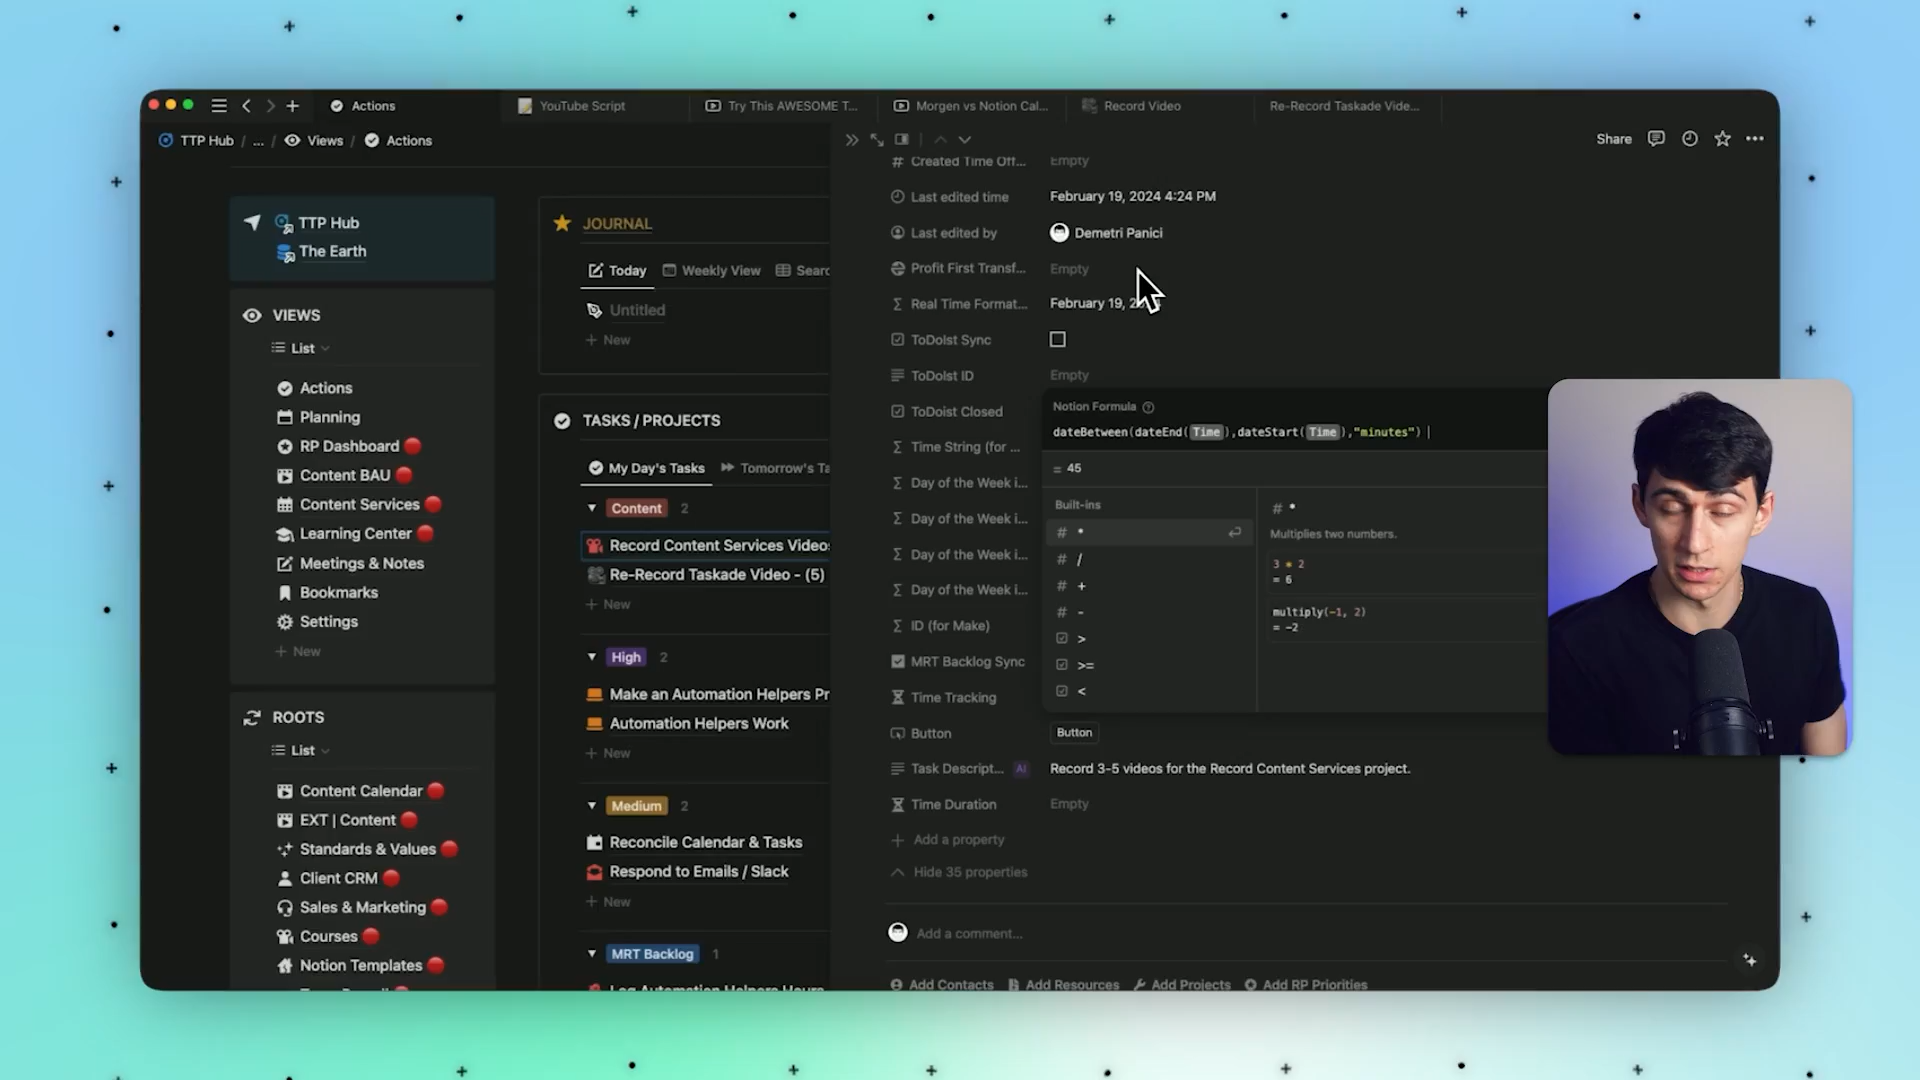 Actions
YouTube Script
Try This AWESOME T...
Morgen vs Notion Cal...
Record Video
Re-Record Taskade Vide...
TTP Hub / ... / Views / Actions
Share
TTP Hub
The Earth
VIEWS
List
Actions
Planning
RP Dashboard
Content BAU
Content Services
Learning Center
Meetings & Notes
Bookmarks
Settings
+ New
ROOTS
List
Content Calendar
EXT | Content
Standards & Values
Client CRM
Sales & Marketing
Courses
Notion Templates
JOURNAL
Today
Weekly View
Searc
Untitled
+ New
TASKS / PROJECTS
My Day's Tasks
Tomorrow's Ta
Content 2
Record Content Services Videos
Re-Record Taskade Video - (5)
+ New
High 2
Make an Automation Helpers Pr
Automation Helpers Work
+ New
Medium 2
Reconcile Calendar & Tasks
Respond to Emails / Slack
+ New
MRT Backlog 1
Log Automation Helpers Hours
# Created Time Off... Empty
Last edited time February 19, 2024 4:24 PM
Last edited by Demetri Panici
Profit First Transf... Empty
Σ Real Time Format... February 19,
ToDoIst Sync
ToDoIst ID Empty
ToDoIst Closed
Time String (for ...
Σ Day of the Week i...
Σ Day of the Week i...
Σ Day of the Week i...
Σ Day of the Week i...
Σ ID (for Make)
MRT Backlog Sync
Time Tracking
Button Button
Task Descript... AI Record 3-5 videos for the Record Content Services project.
Time Duration Empty
+ Add a property
Hide 35 properties
Add a comment...
Add Contacts
Add Resources
Add Projects
Add RP Priorities
Notion Formula
dateBetween(dateEnd(Time),dateStart(Time),"minutes")
= 45
Built-ins
# *
# /
# +
# -
>
>=
<
# *
Multiplies two numbers.
3 * 2
= 6
multiply(-1, 2)
= -2